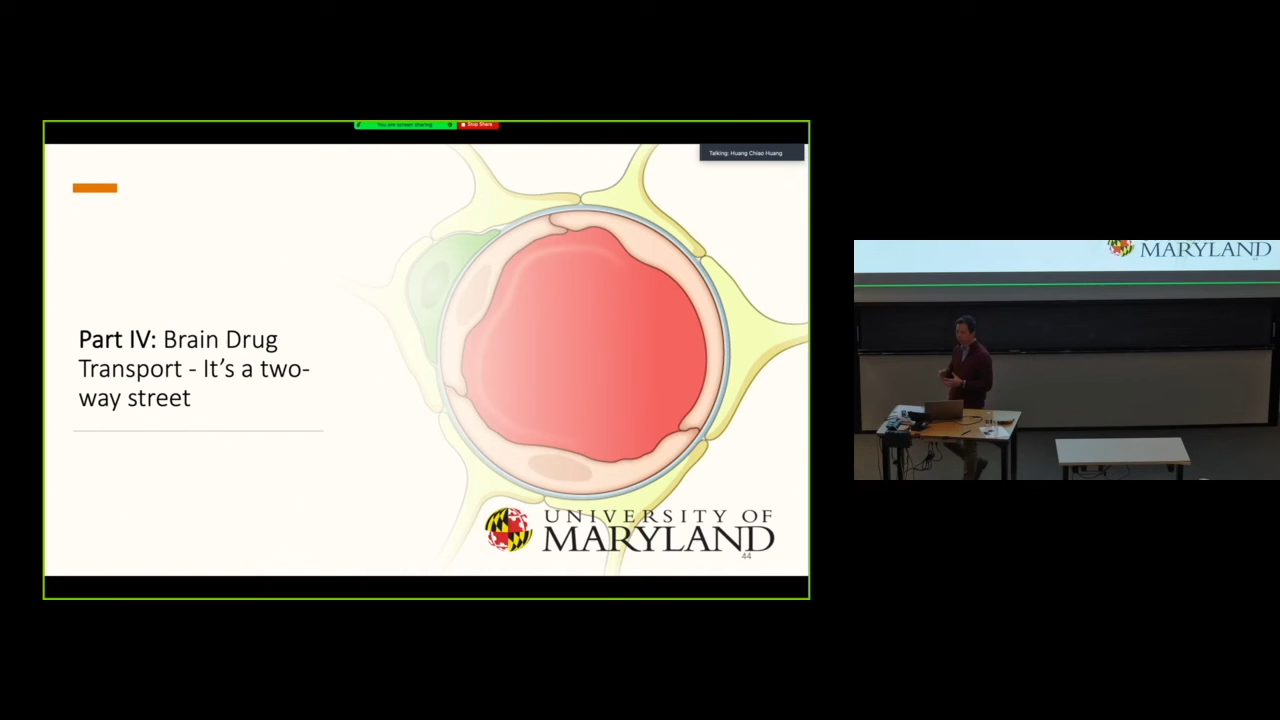 You are screen sharing
Stop Share
Talking: Huang Chiao Huang
Part IV: Brain Drug
Transport - It's a two-
way street
UNIVERSITY OF
MARYLAND
44
MARYLAND